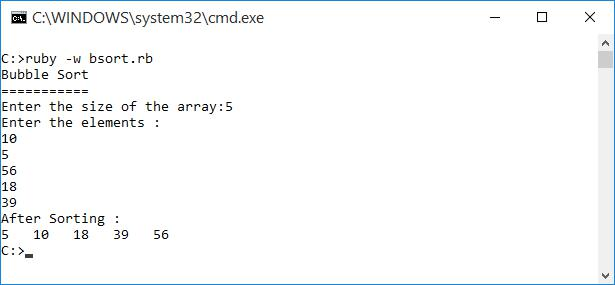 C:\WINDOWS\system32\cmd.exe
C:>ruby -w bsort.rb
Bubble Sort
===========
Enter the size of the array:5
Enter the elements :
10
5
56
18
39
After Sorting :
5   10   18   39   56
C:>